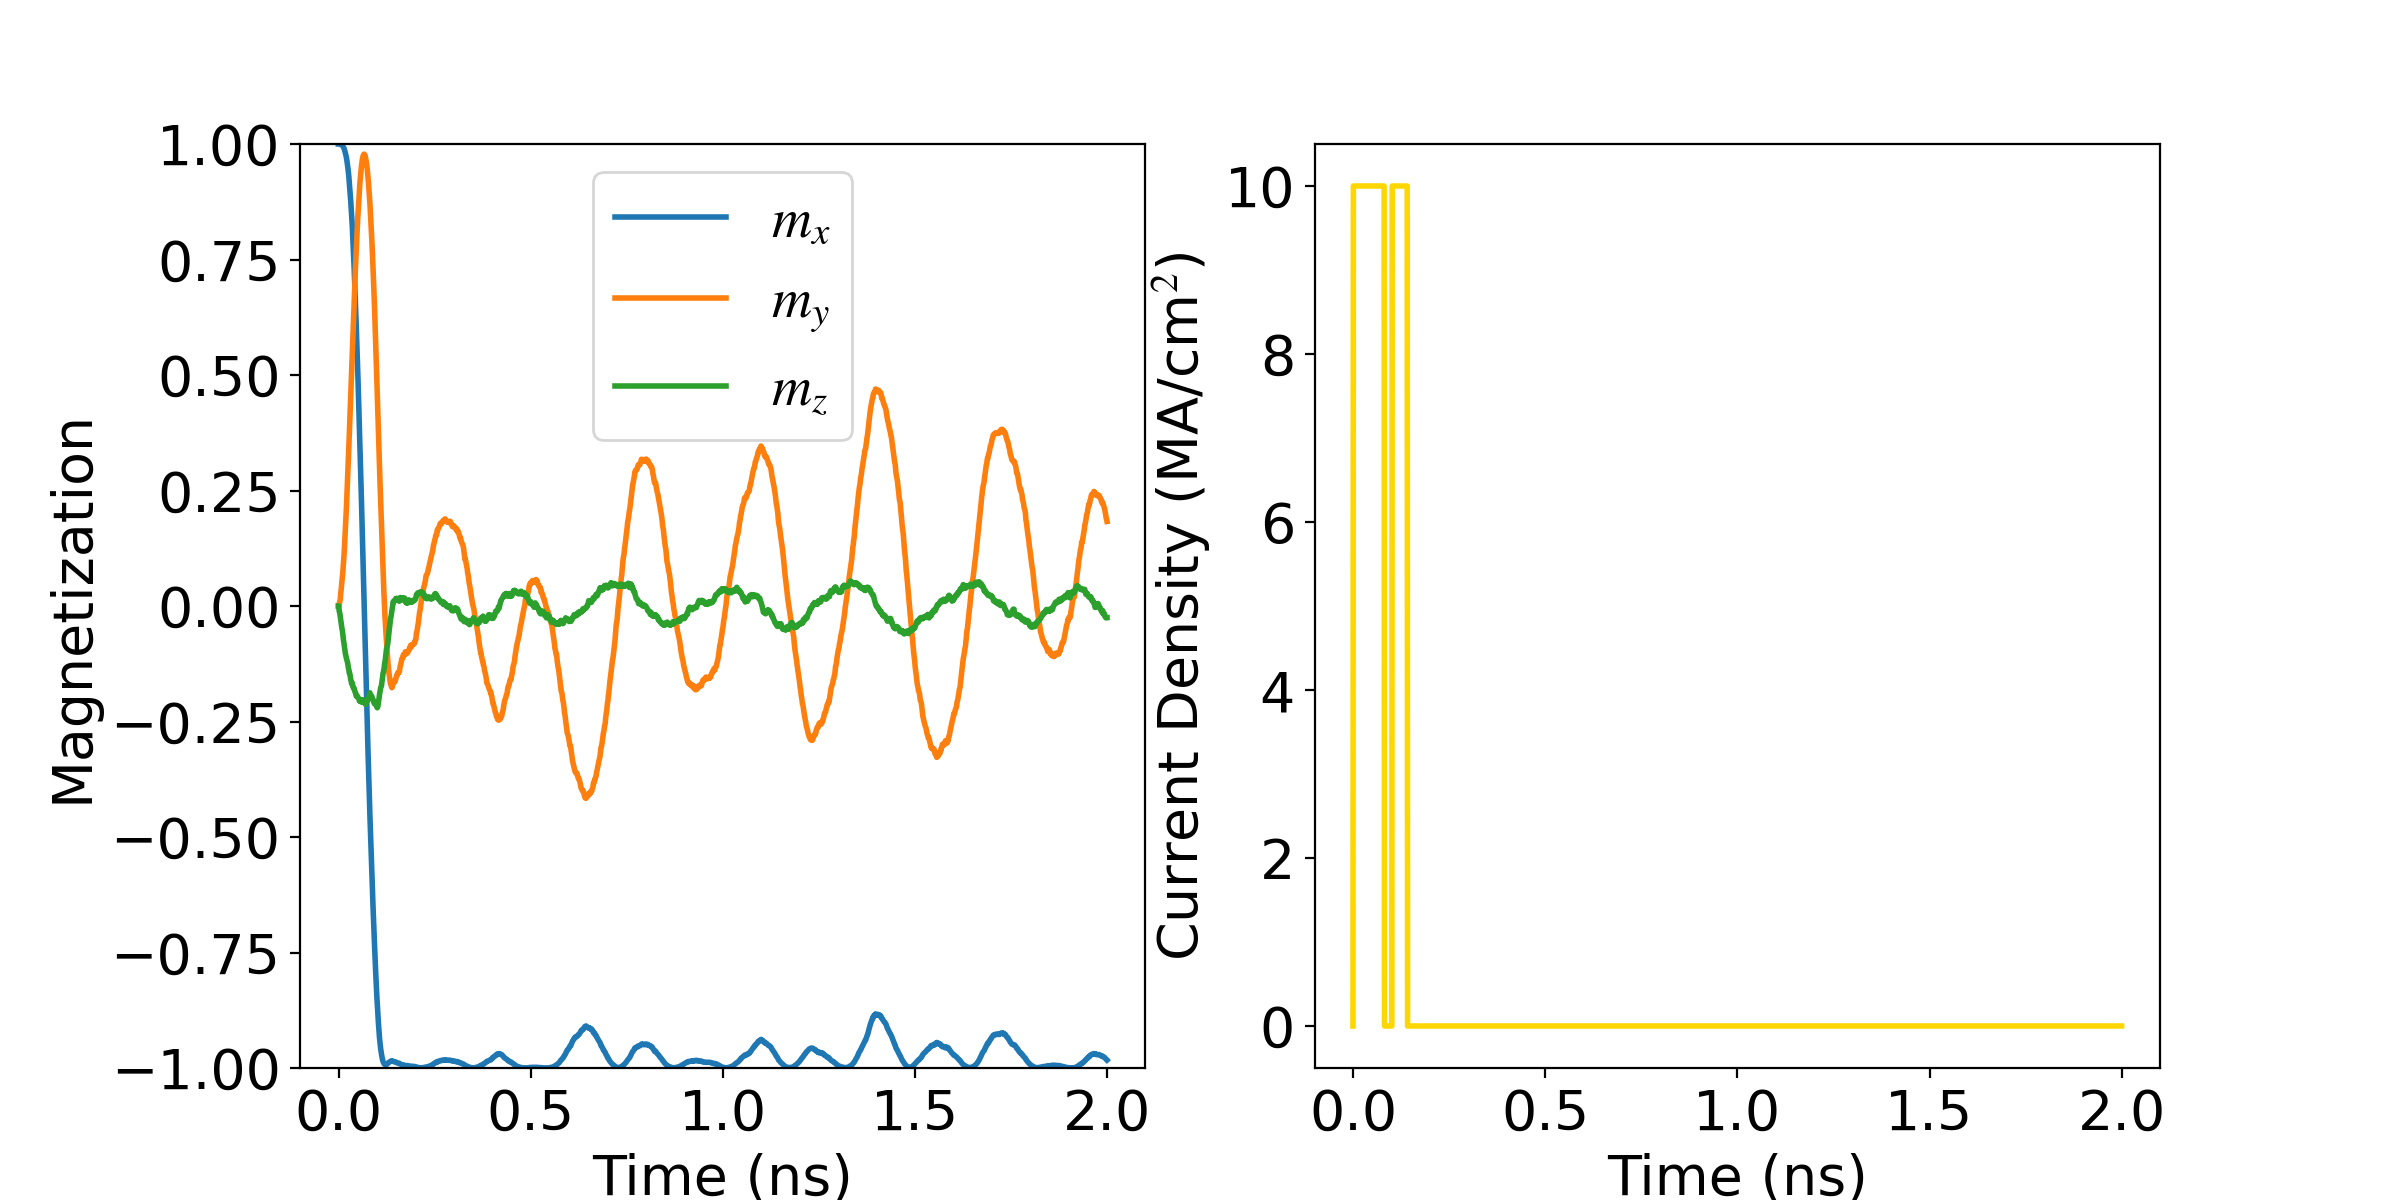 Magnetization
1.00
0.75
0.50
0.25
0.00
−0.25
−0.50
−0.75
−1.00
0.0 0.5 1.0 1.5 2.0
Time (ns)
m_x
m_y
m_z
Current Density (MA/cm²)
10
8
6
4
2
0
0.0 0.5 1.0 1.5 2.0
Time (ns)